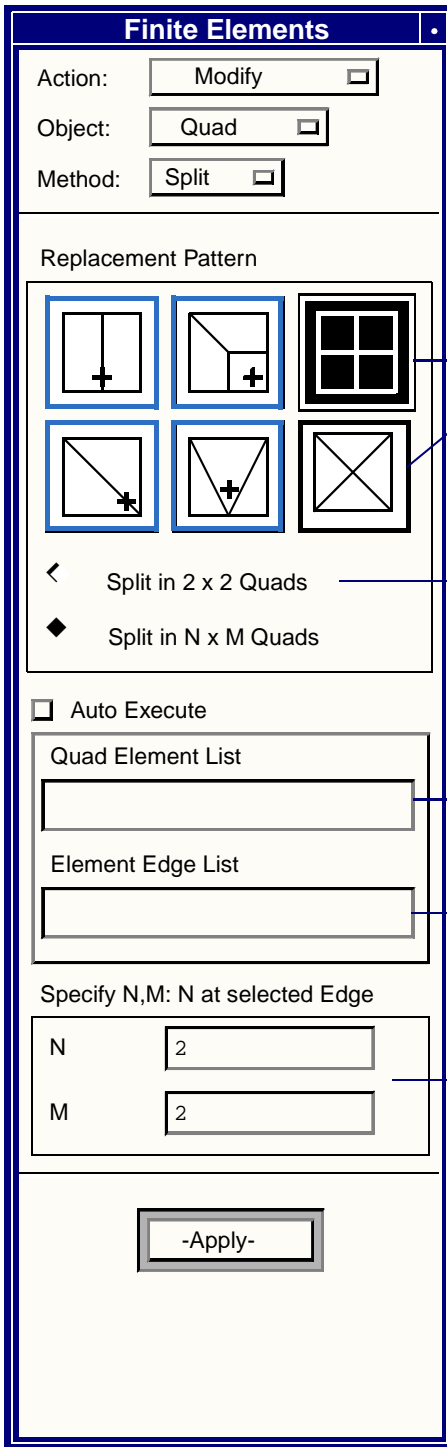 Finite Elements
Action: Modify
Object: Quad
Method: Split
Replacement Pattern
Split in 2 x 2 Quads
Split in N x M Quads
Auto Execute
Quad Element List
Element Edge List
Specify N,M: N at selected Edge
N 2
M 2
-Apply-